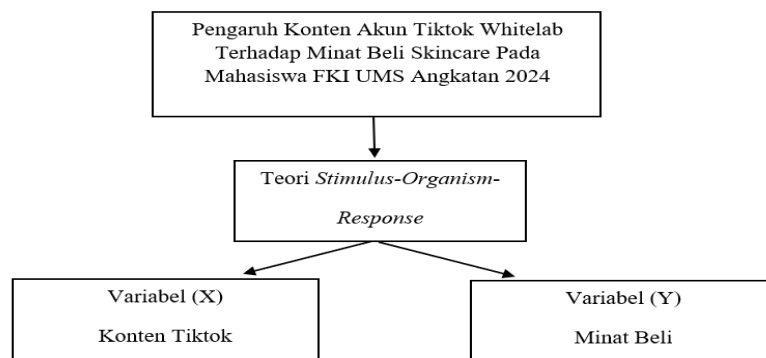 Pengaruh Konten Akun Tiktok Whitelab
Terhadap Minat Beli Skincare Pada
Mahasiswa FKI UMS Angkatan 2024
Teori Stimulus-Organism-
Response
Variabel (X)
Konten Tiktok
Variabel (Y)
Minat Beli